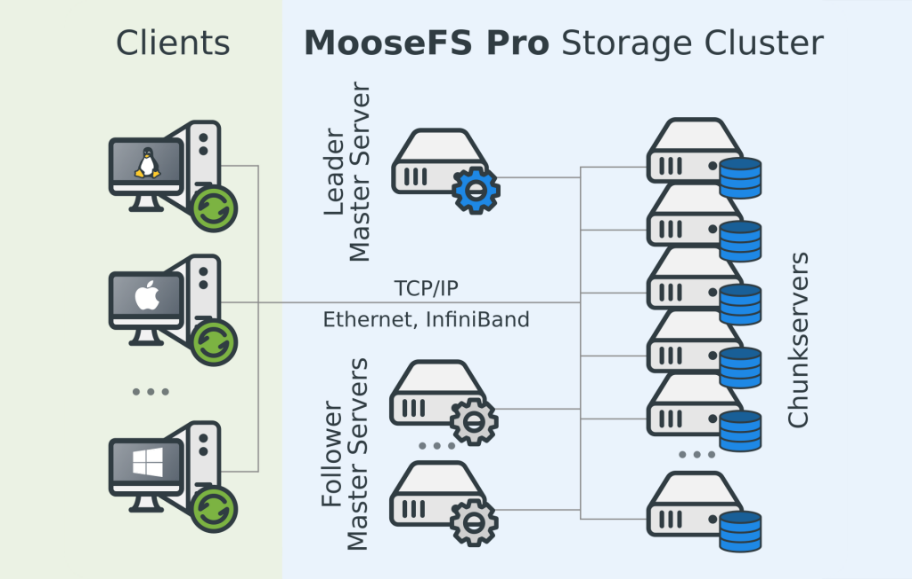 Clients
MooseFS Pro Storage Cluster
Leader
Master Server
TCP/IP
Ethernet, InfiniBand
Follower
Master Servers
Chunkservers